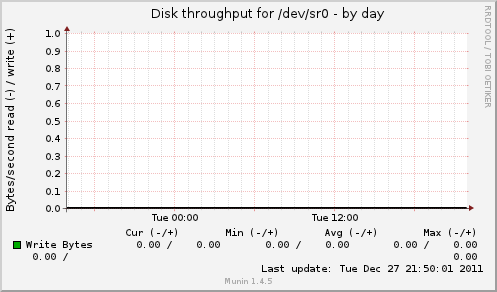 Disk throughput for /dev/sr0 - by day
RRDTOOL / TOBI OETIKER
Bytes/second read (-) / write (+)
1.0
0.9
0.8
0.7
0.6
0.5
0.4
0.3
0.2
0.1
0.0
Tue 00:00 Tue 12:00
Cur (-/+) Min (-/+) Avg (-/+) Max (-/+)
Write Bytes 0.00 / 0.00 0.00 / 0.00 0.00 / 0.00
0.00 / 0.00
Last update: Tue Dec 27 21:50:01 2011
Munin 1.4.5